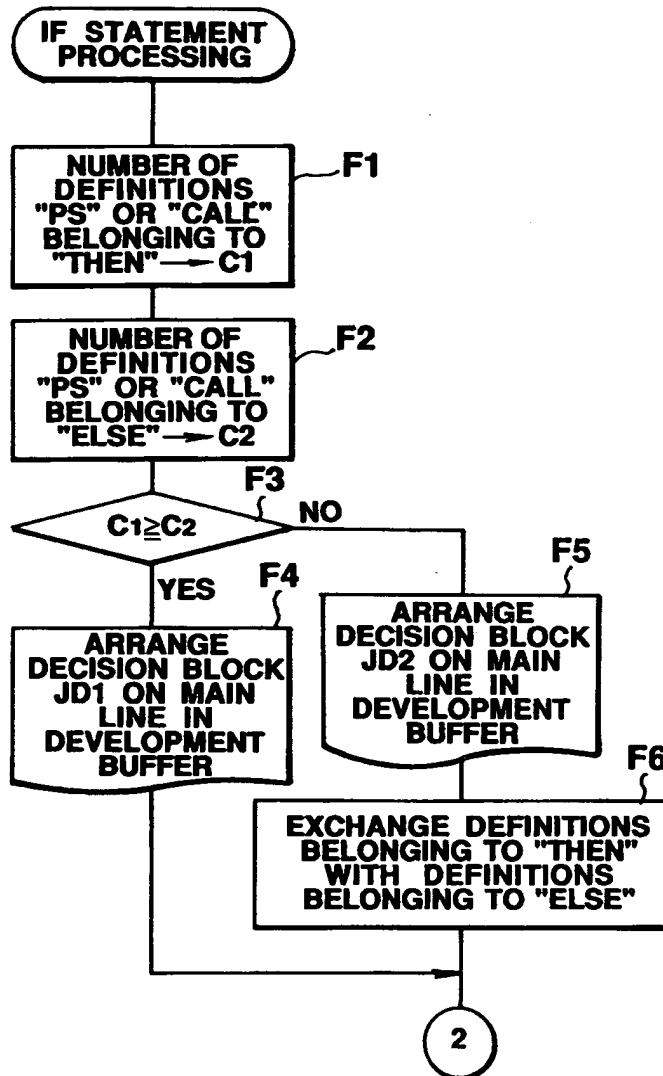 IF STATEMENT
PROCESSING
F1
NUMBER OF
DEFINITIONS
"PS" OR "CALL"
BELONGING TO
"THEN"⟶C1
F2
NUMBER OF
DEFINITIONS
"PS" OR "CALL"
BELONGING TO
"ELSE"⟶C2
F3
C1≧C2
NO
YES
F4
ARRANGE
DECISION BLOCK
JD1 ON MAIN
LINE IN
DEVELOPMENT
BUFFER
F5
ARRANGE
DECISION BLOCK
JD2 ON MAIN
LINE IN
DEVELOPMENT
BUFFER
F6
EXCHANGE DEFINITIONS
BELONGING TO "THEN"
WITH DEFINITIONS
BELONGING TO "ELSE"
2